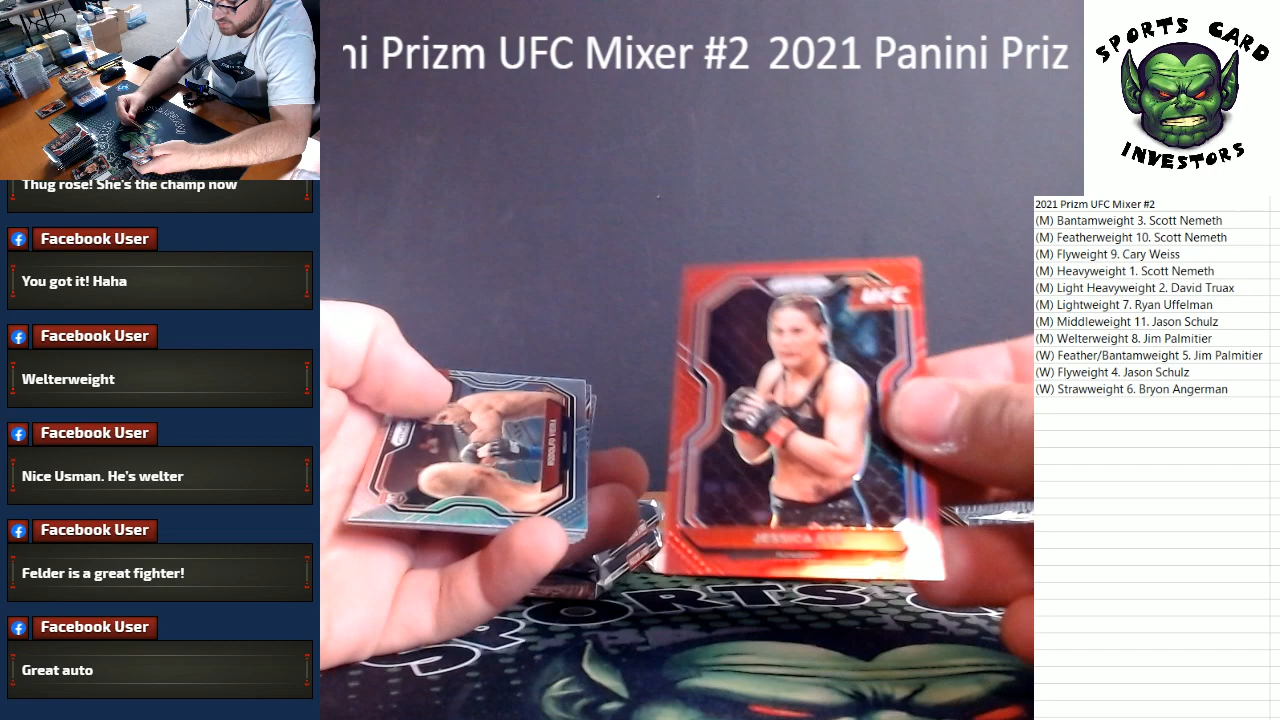 ni Prizm UFC Mixer #2 2021 Panini Priz
SPORTS CARD
INVESTORS
Thug rose! She's the champ now
Facebook User
You got it! Haha
Facebook User
Welterweight
Facebook User
Nice Usman. He's welter
Facebook User
Felder is a great fighter!
Facebook User
Great auto
2021 Prizm UFC Mixer #2
(M) Bantamweight 3. Scott Nemeth
(M) Featherweight 10. Scott Nemeth
(M) Flyweight 9. Cary Weiss
(M) Heavyweight 1. Scott Nemeth
(M) Light Heavyweight 2. David Truax
(M) Lightweight 7. Ryan Uffelman
(M) Middleweight 11. Jason Schulz
(M) Welterweight 8. Jim Palmitier
(W) Feather/Bantamweight 5. Jim Palmitier
(W) Flyweight 4. Jason Schulz
(W) Strawweight 6. Bryon Angerman
UFC
JESSICA
RODOLFO VIEIRA
SPORTS C